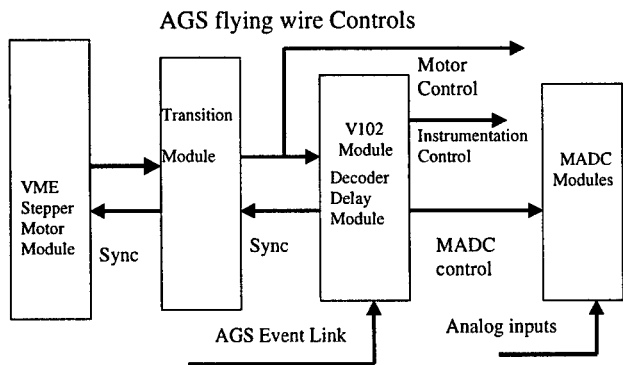 AGS flying wire Controls
VME
Stepper
Motor
Module
Sync
Transition
Module
Sync
V102
Module
Decoder
Delay
Module
Motor
Control
Instrumentation
Control
MADC
control
MADC
Modules
AGS Event Link
Analog inputs